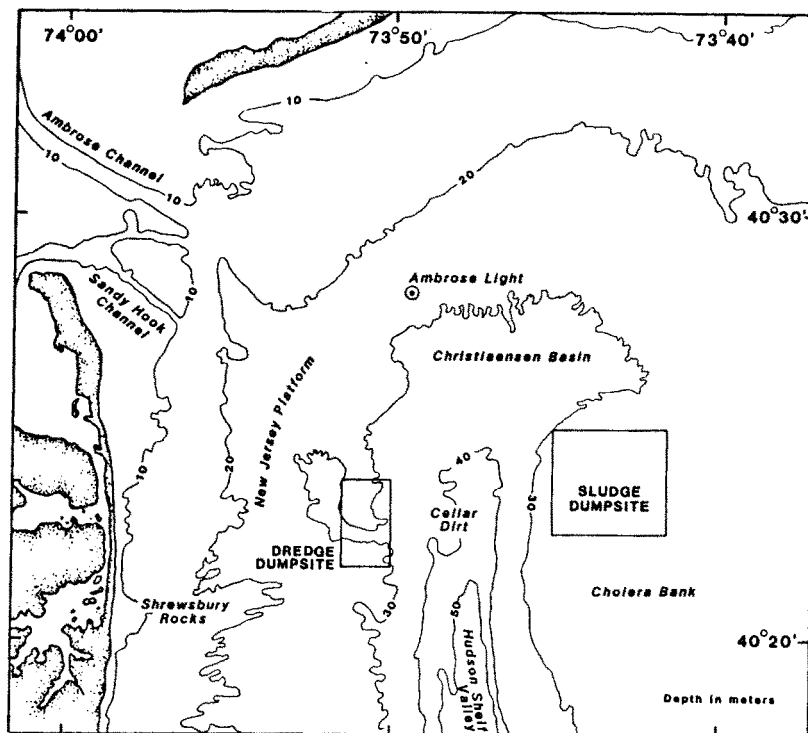 74°00'
73°50'
73°40'
10
Ambrose Channel
10
10
20
40°30'
10
10
Sandy Hook
Channel
Ambrose Light
Christiaensen Basin
New Jersey Platform
10
20
40
30
SLUDGE
DUMPSITE
Cellar
Dirt
DREDGE
DUMPSITE
30
50
Shrewsbury
Rocks
Cholera Bank
Hudson Shelf
Valley
40°20'
Depth in meters